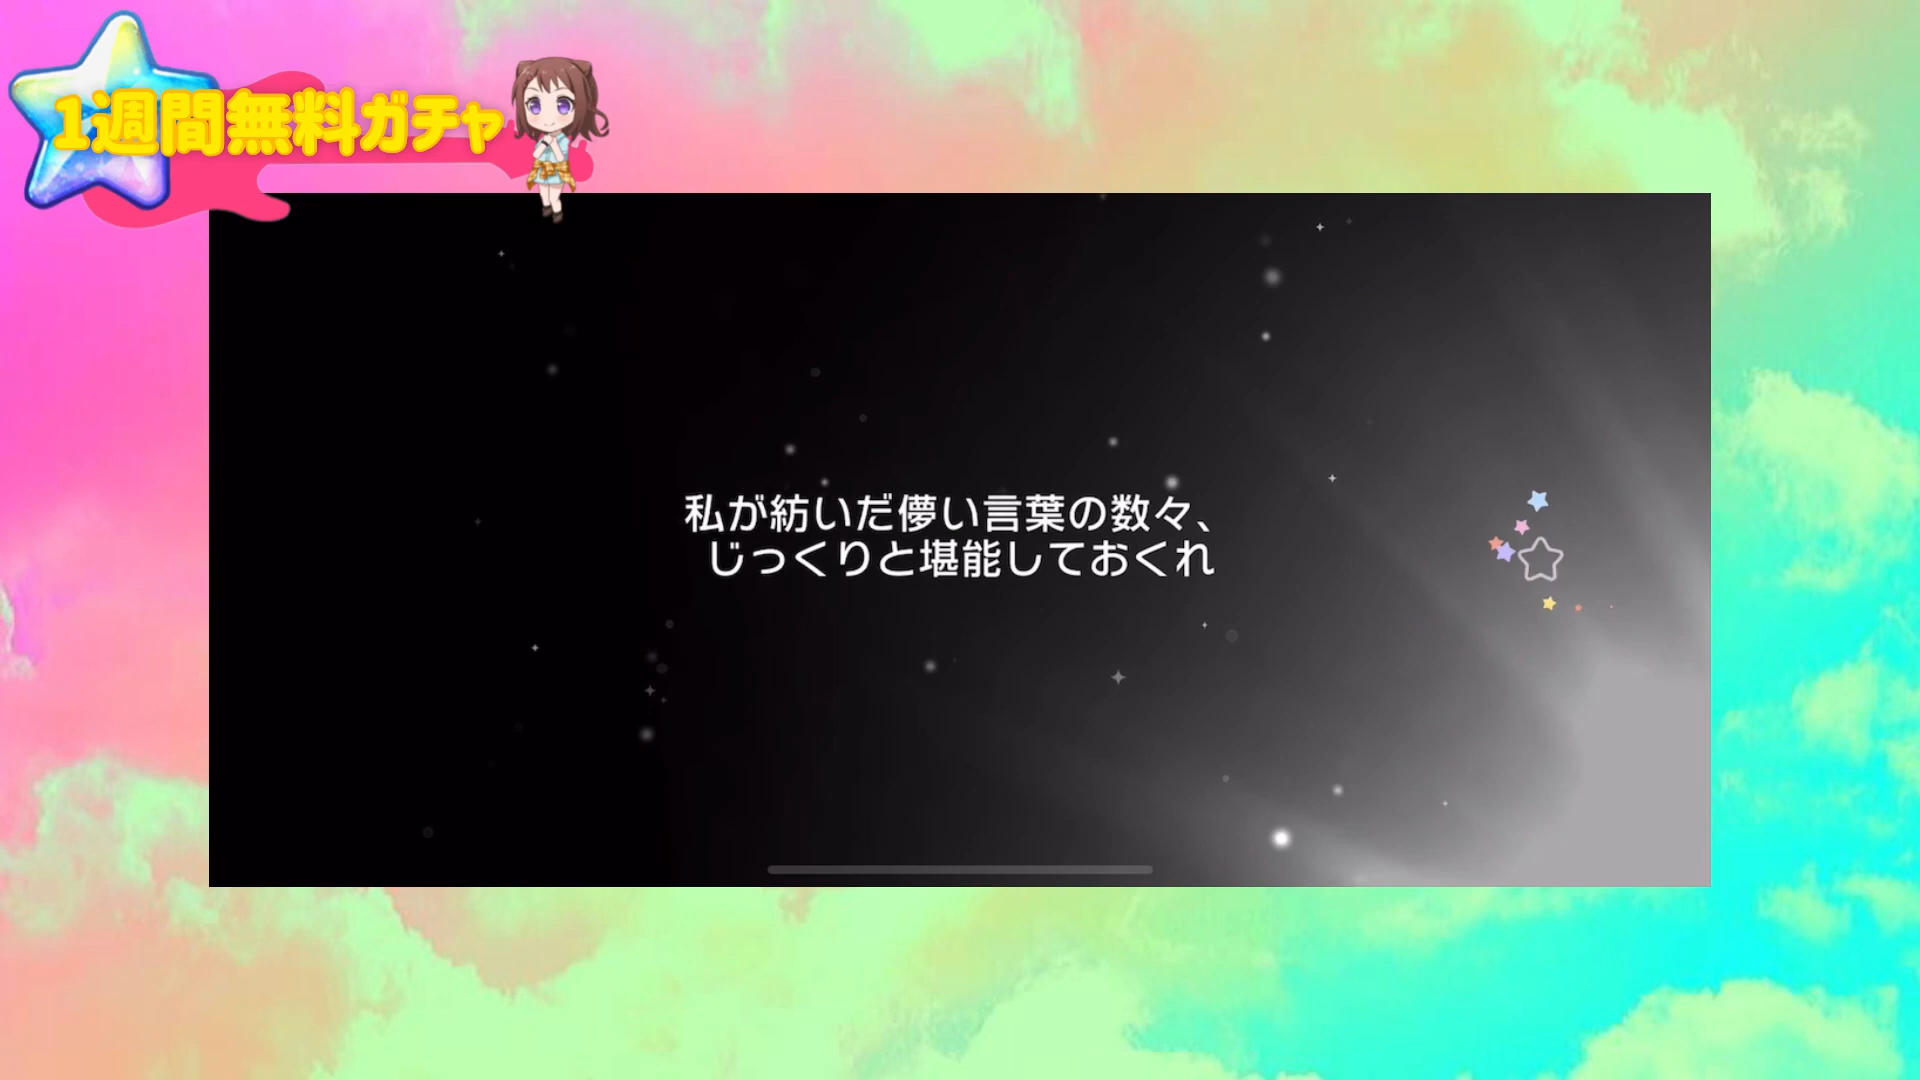 1週間無料ガチャ
私が紡いだ儚い言葉の数々、
じっくりと堪能しておくれ